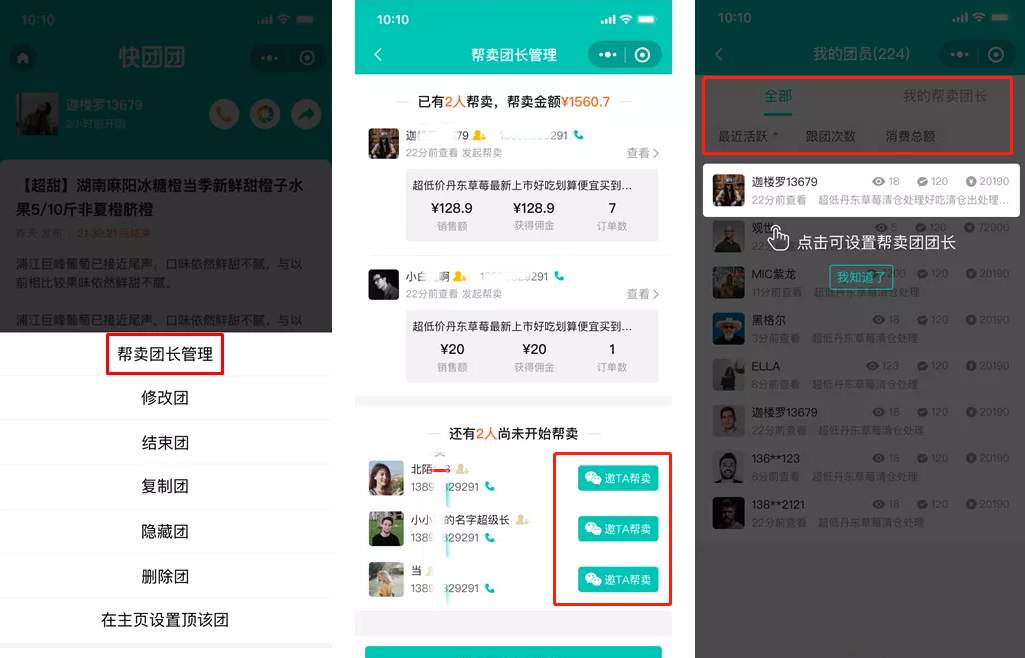 10:10
快团团
迦楼罗13679
2小时前开团
【超甜】湖南麻阳冰糖橙当季新鲜甜橙子水
果5/10斤非夏橙脐橙
昨天 发布 · 21:39:21后结束
浦江巨峰葡萄已接近尾声，口味依然鲜甜不腻。与以
前相比较果味依然鲜甜不腻。
浦江巨峰葡萄已接近尾声，口味依然鲜甜不腻，与以
帮卖团长管理
修改团
结束团
复制团
隐藏团
删除团
在主页设置顶该团
10:10
帮卖团长管理
已有2人帮卖，帮卖金额¥1560.7
迦 79 291
22分前查看 发起帮卖 查看
超低价丹东草莓最新上市好吃划算便宜买到...
¥128.9 ¥128.9 7
销售额 获得佣金 订单数
小白 啊 9291
22分前查看 发起帮卖 查看
超低价丹东草莓最新上市好吃划算便宜买到...
¥20 ¥20 1
销售额 获得佣金 订单数
还有2人尚未开始帮卖
北陌 3
1389 829291 邀TA帮卖
小小 的名字超级长
1389 829291 邀TA帮卖
当
1389 829291 邀TA帮卖
10:10
我的团员(224)
全部 我的帮卖团长
最近活跃 跟团次数 消费总额
迦楼罗13679 18 120 20190
22分前查看 超低丹东草莓清仓处理好吃清仓出处理...
观世 5 120 72900
点击可设置帮卖团团长
MIC紫龙 200 120 20190
我知道了
11分前查看 超低丹东草莓清仓处理
黑格尔 18 120 20190
3分前查看 超低丹东草莓清仓处理
ELLA 123 120 20190
8分前查看 超低丹东草莓清仓处理
迦楼罗13679 18 120 20190
22分前查看 超低丹东草莓清仓处理
136**123 18 120 20190
6分前查看 超低丹东草莓清仓处理
138**2121 18 120 20190
22分前查看 超低丹东草莓清仓处理